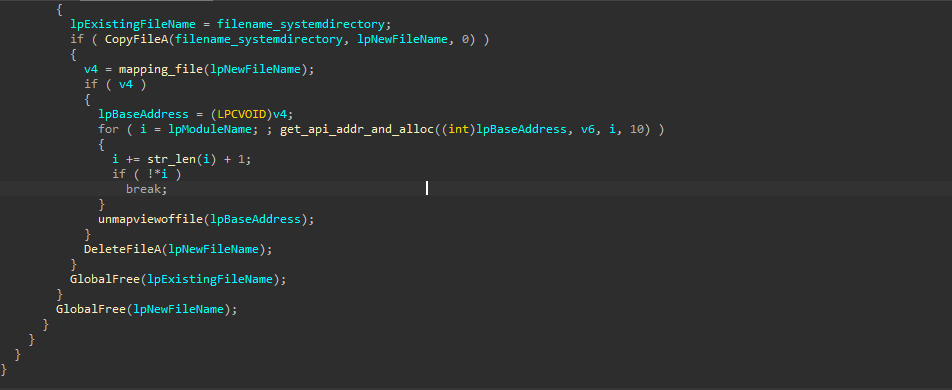 {
lpExistingFileName = filename_systemdirectory;
if ( CopyFileA(filename_systemdirectory, lpNewFileName, 0) )
{
v4 = mapping_file(lpNewFileName);
if ( v4 )
{
lpBaseAddress = (LPCVOID)v4;
for ( i = lpModuleName; ; get_api_addr_and_alloc((int)lpBaseAddress, v6, i, 10) )
{
i += str_len(i) + 1;
if ( !*i )
break;
}
unmapviewoffile(lpBaseAddress);
}
DeleteFileA(lpNewFileName);
}
GlobalFree(lpExistingFileName);
}
GlobalFree(lpNewFileName);
}
}
}
}